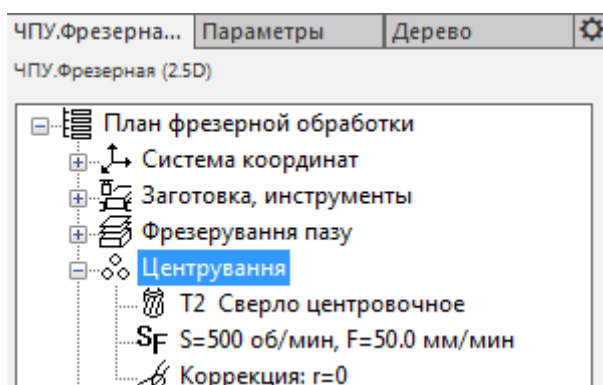 ЧПУ.Фрезерна... Параметры Дерево
ЧПУ.Фрезерная (2.5D)
План фрезерной обработки
Система координат
Заготовка, инструменты
Фрезерування пазу
Центрування
T2 Сверло центровочное
SF S=500 об/мин, F=50.0 мм/мин
Коррекция: r=0